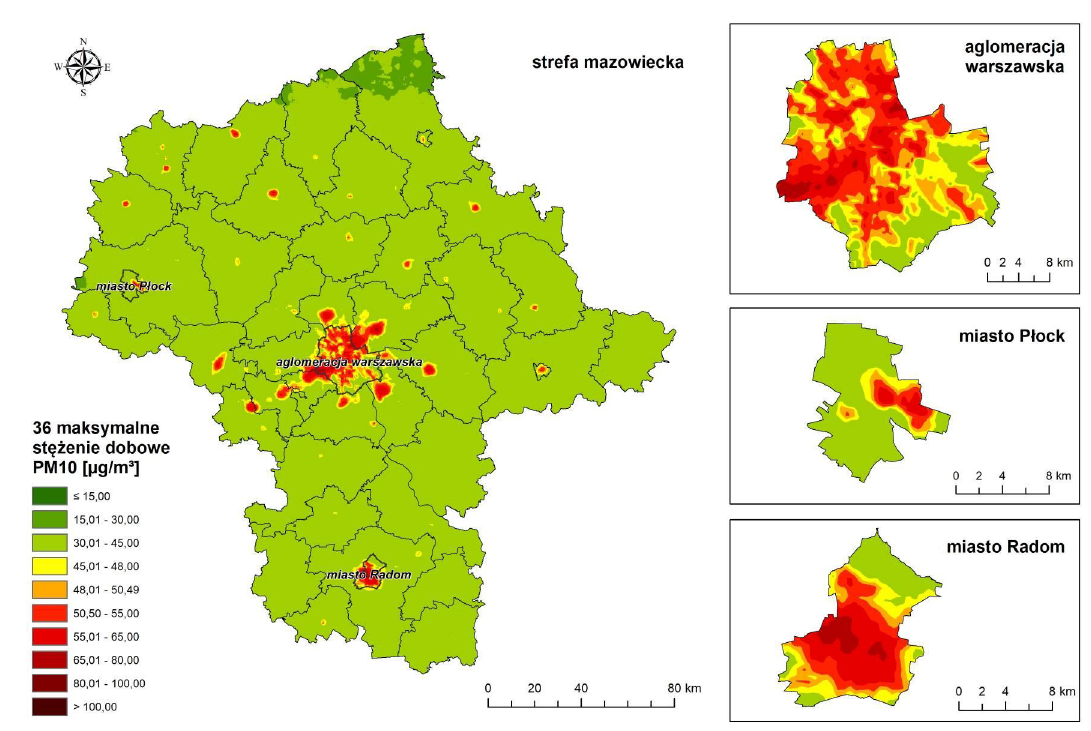 N
W E
S
strefa mazowiecka
miasto Płock
aglomeracja warszawska
miasto Radom
36 maksymalne
stężenie dobowe
PM10 [µg/m³]
≤ 15,00
15,01 - 30,00
30,01 - 45,00
45,01 - 48,00
48,01 - 50,49
50,50 - 55,00
55,01 - 65,00
65,01 - 80,00
80,01 - 100,00
> 100,00
0 20 40 80 km
aglomeracja
warszawska
0 2 4 8 km
miasto Płock
0 2 4 8 km
miasto Radom
0 2 4 8 km